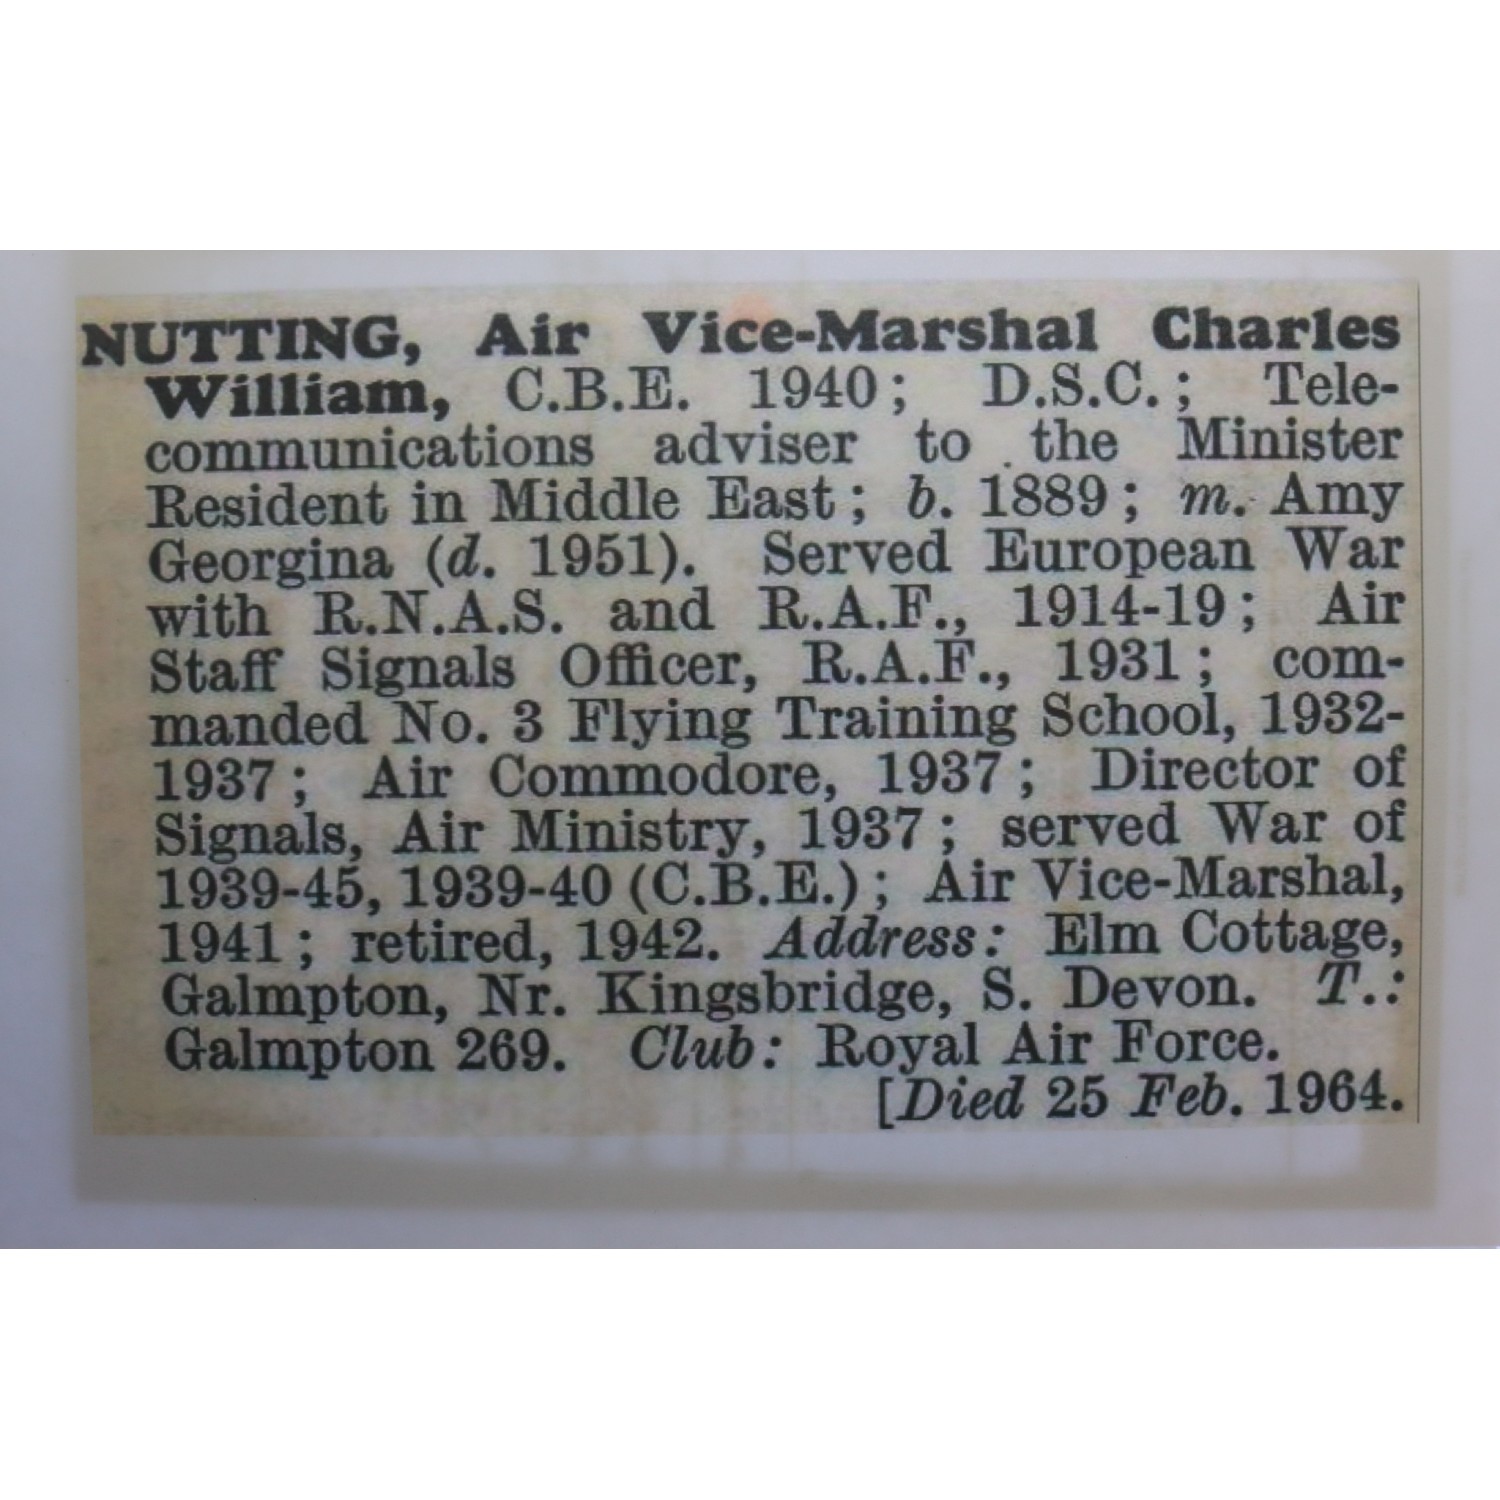 NUTTING, Air Vice-Marshal Charles
William, C.B.E. 1940; D.S.C.; Tele-
communications adviser to the Minister
Resident in Middle East; b. 1889; m. Amy
Georgina (d. 1951). Served European War
with R.N.A.S. and R.A.F., 1914-19; Air
Staff Signals Officer, R.A.F., 1931; com-
manded No. 3 Flying Training School, 1932-
1937; Air Commodore, 1937; Director of
Signals, Air Ministry, 1937; served War of
1939-45, 1939-40 (C.B.E.); Air Vice-Marshal,
1941; retired, 1942. Address: Elm Cottage,
Galmpton, Nr. Kingsbridge, S. Devon. T.:
Galmpton 269. Club: Royal Air Force.
[Died 25 Feb. 1964.